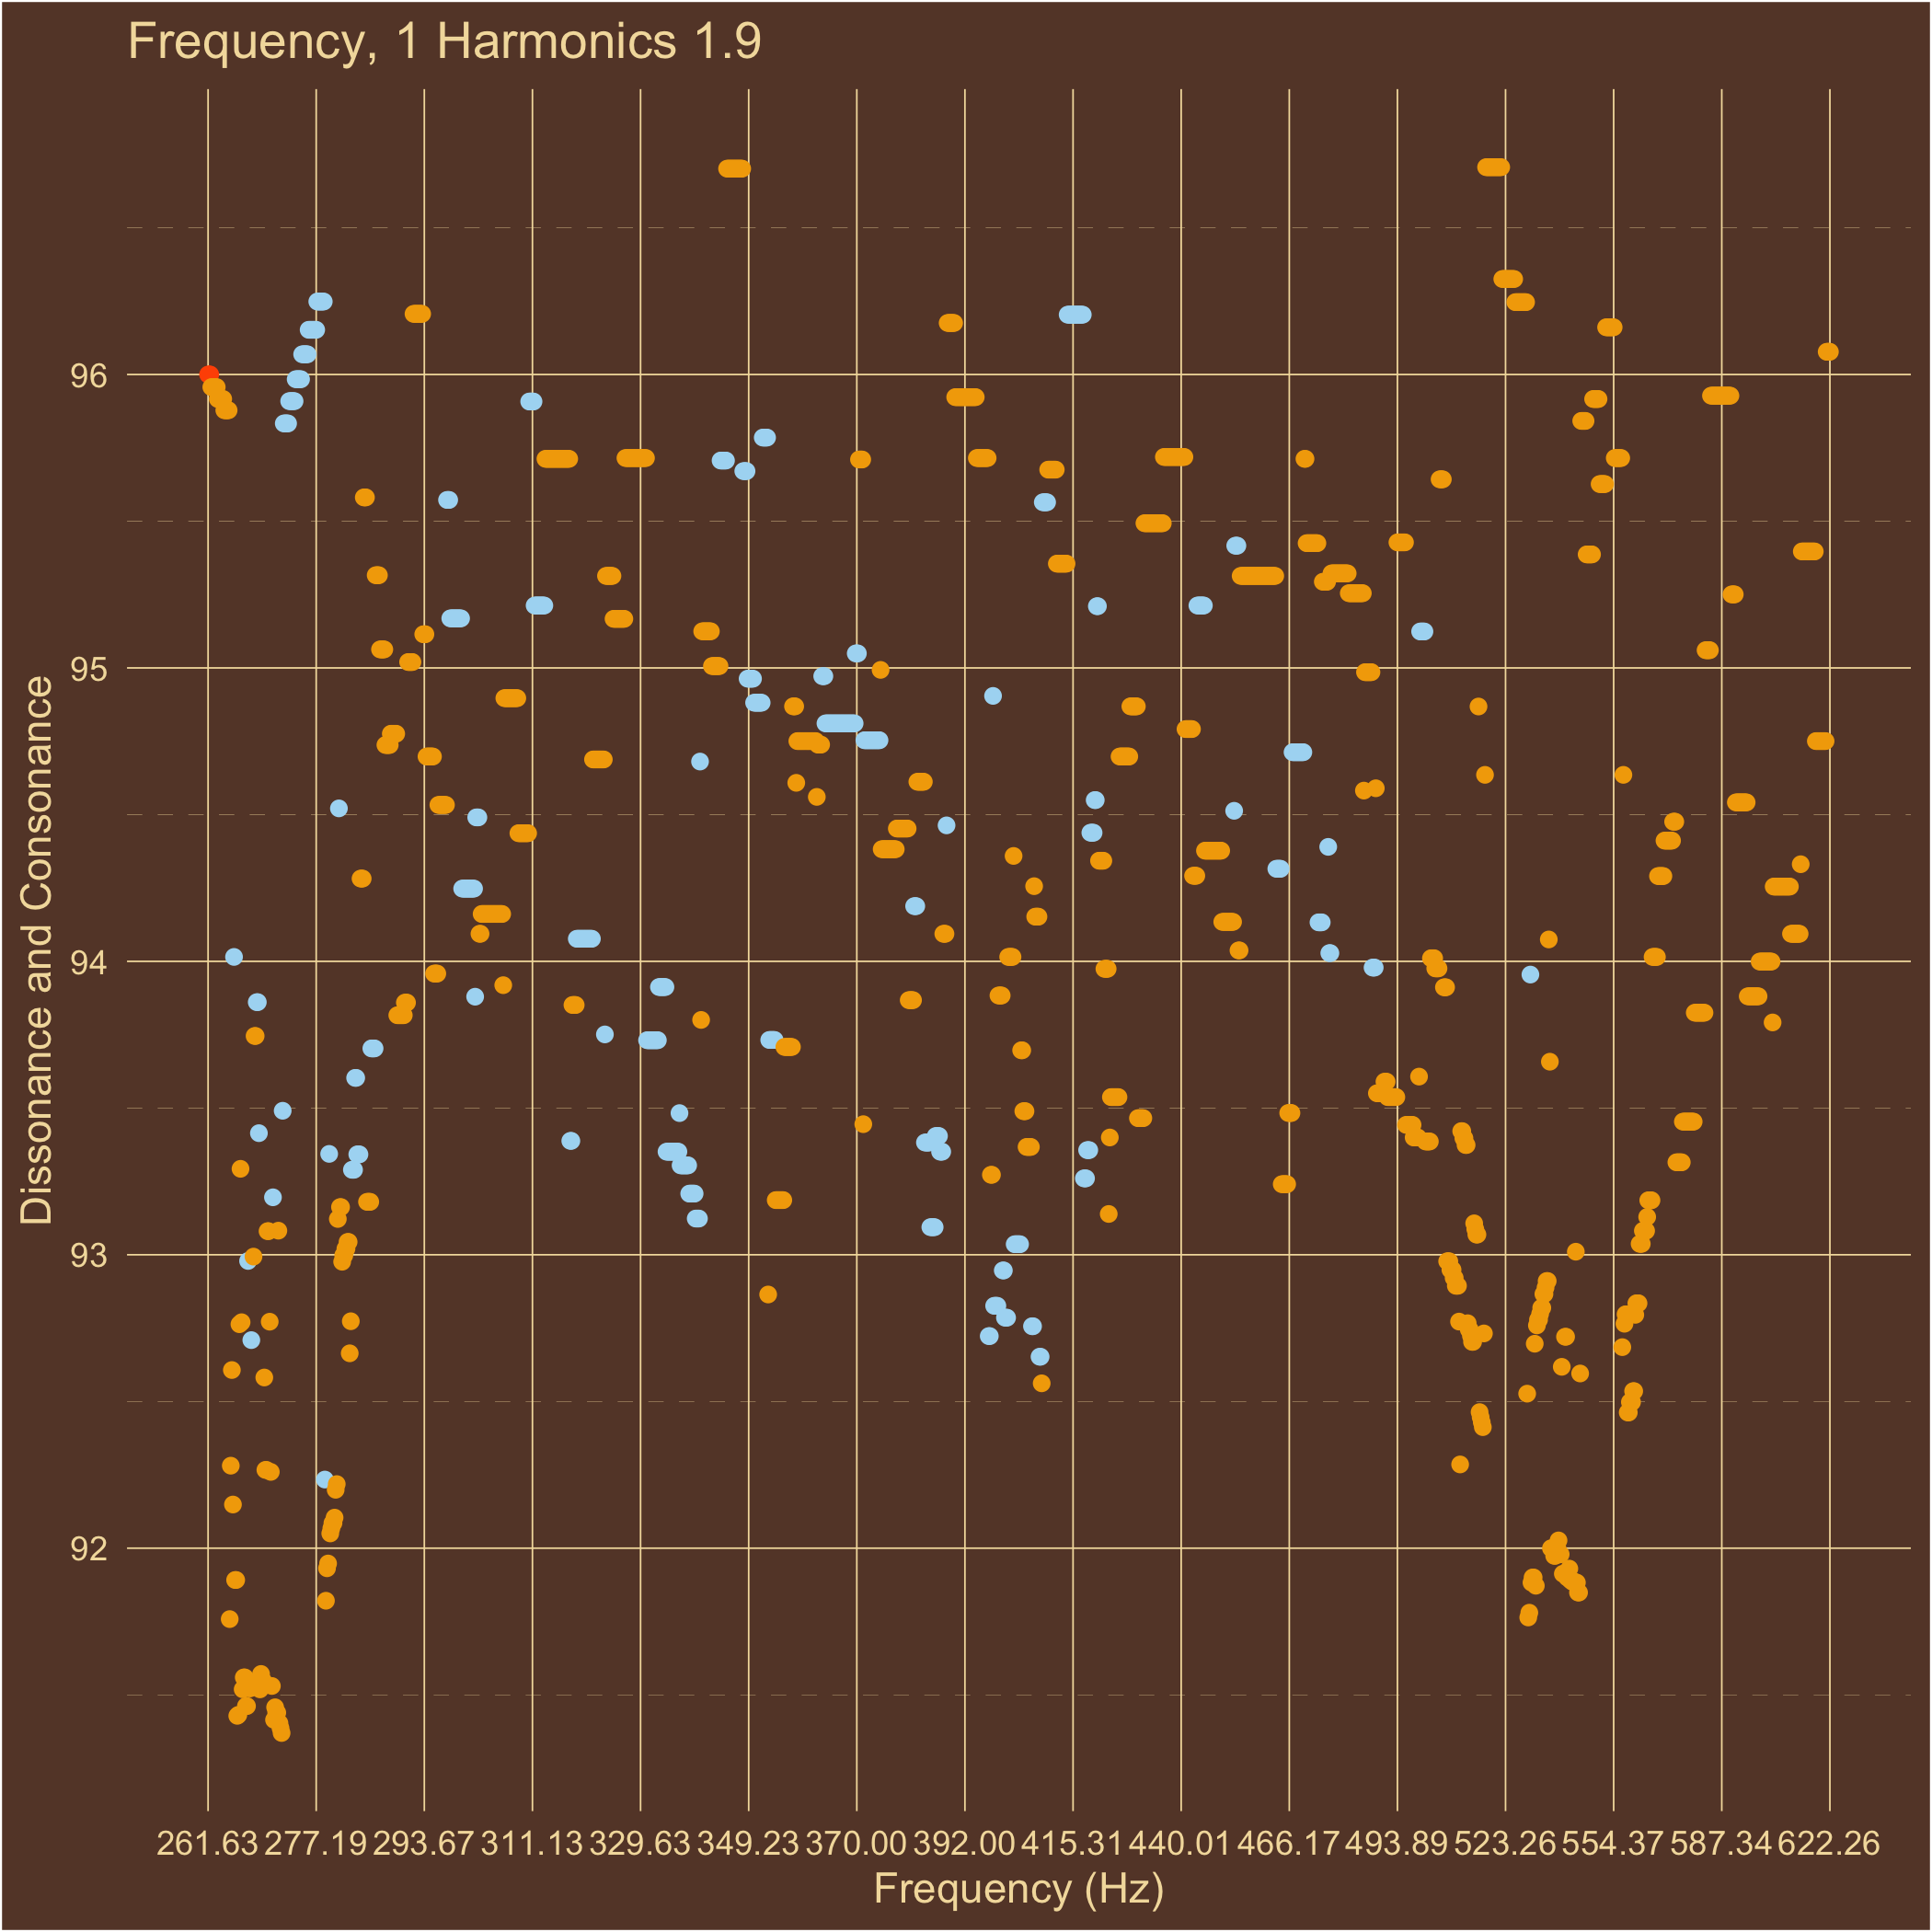 Frequency, 1 Harmonics 1.9
Dissonance and Consonance
96
95
94
93
92
261.63 277.19 293.67 311.13 329.63 349.23 370.00 392.00 415.31 440.01 466.17 493.89 523.26 554.37 587.34 622.26
Frequency (Hz)